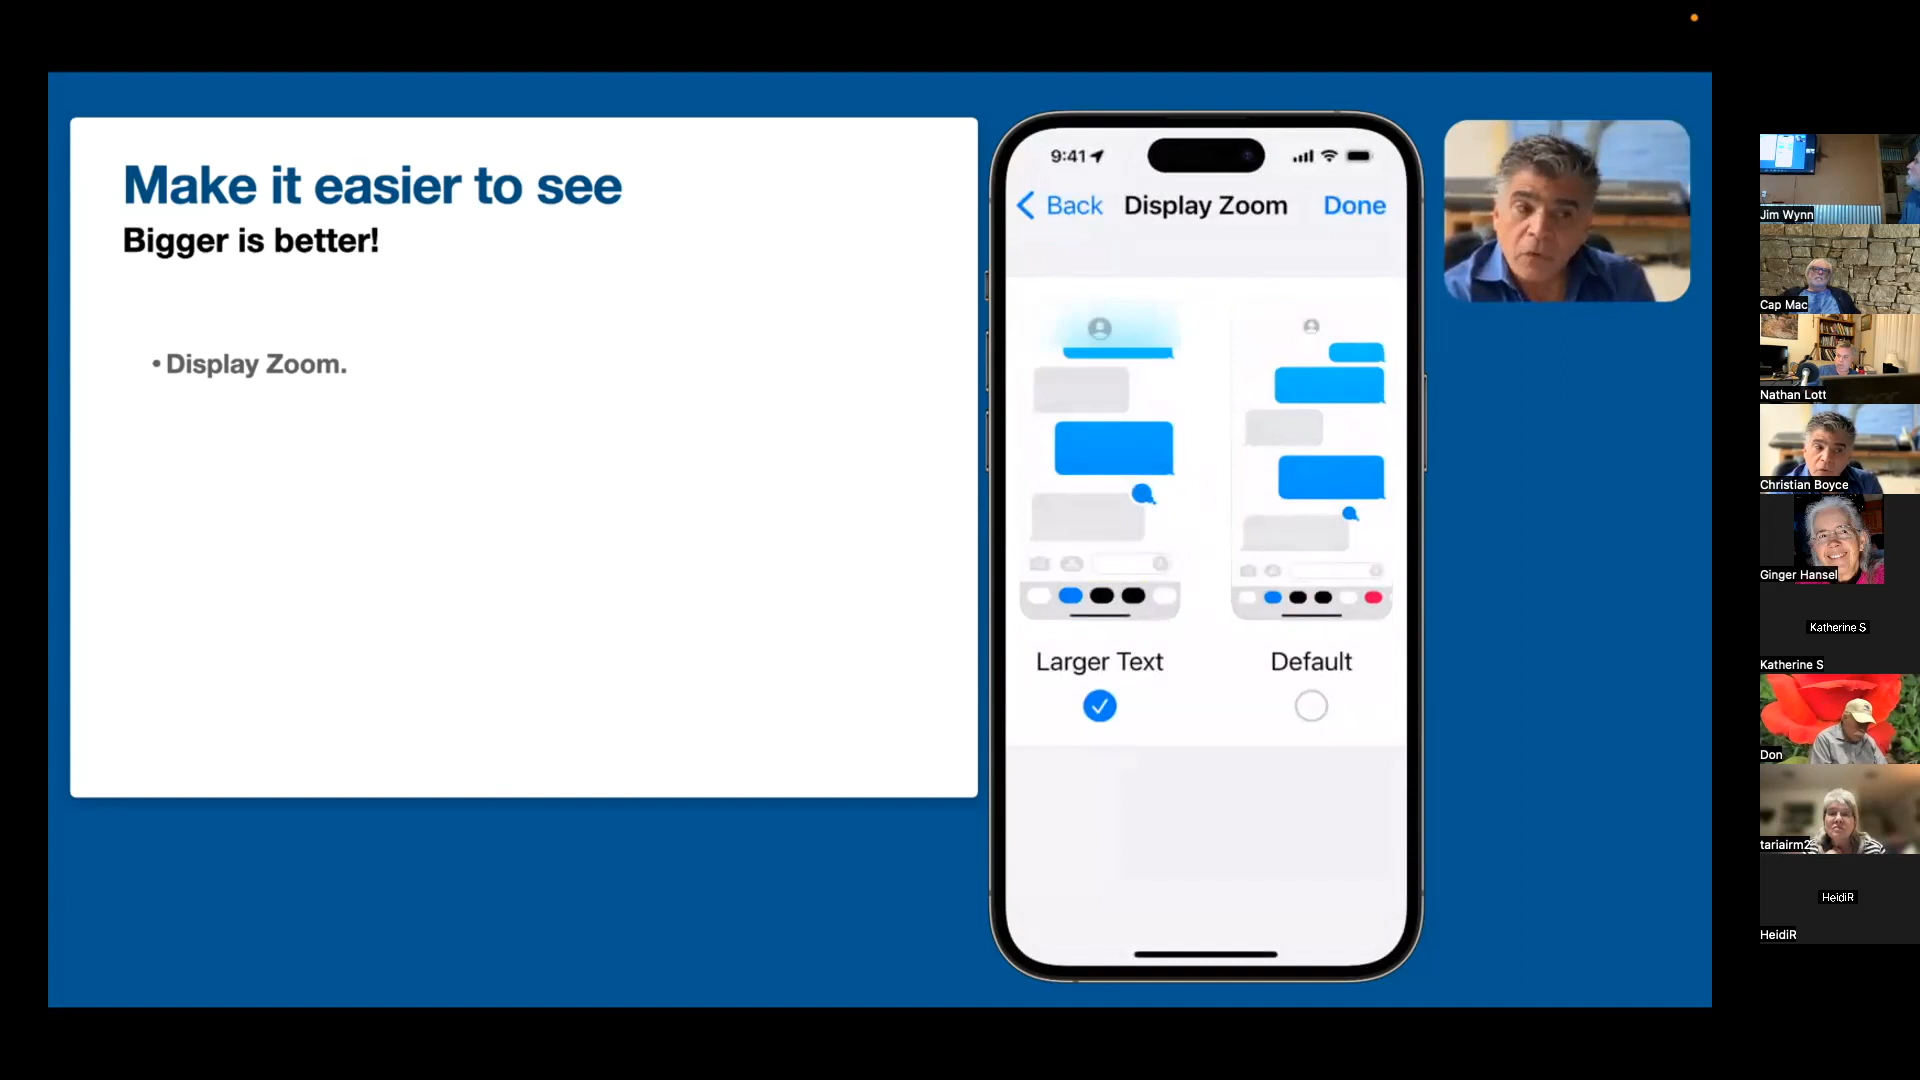 Make it easier to see
Bigger is better!
• Display Zoom.
9:41
Back Display Zoom Done
Larger Text Default
Jim Wynn
Cap Mac
Nathan Lott
Christian Boyce
Ginger Hansel
Katherine S
Katherine S
Don
tariairm2
HeidiR
HeidiR